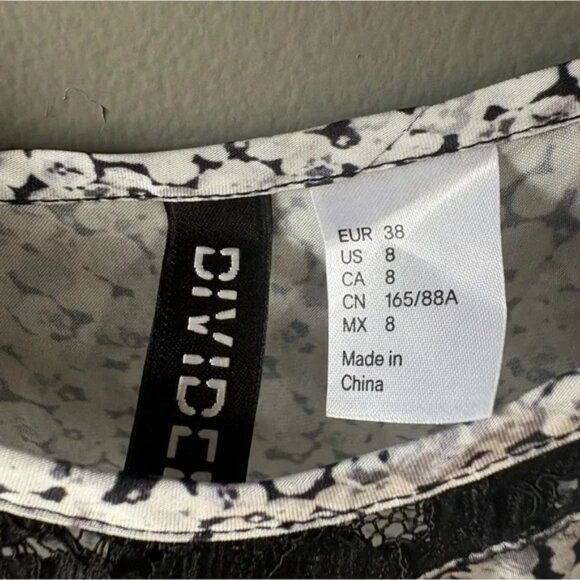 DIVIDE
EUR 38
US 8
CA 8
CN 165/88A
MX 8
Made in
China